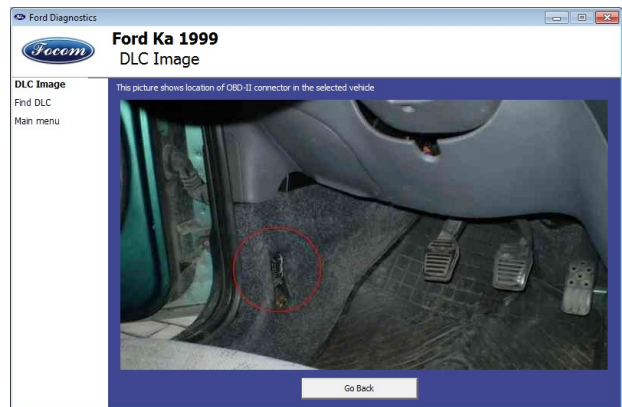 Ford Diagnostics
Focom
Ford Ka 1999
DLC Image
DLC Image
Find DLC
Main menu
This picture shows location of OBD-II connector in the selected vehicle
Go Back